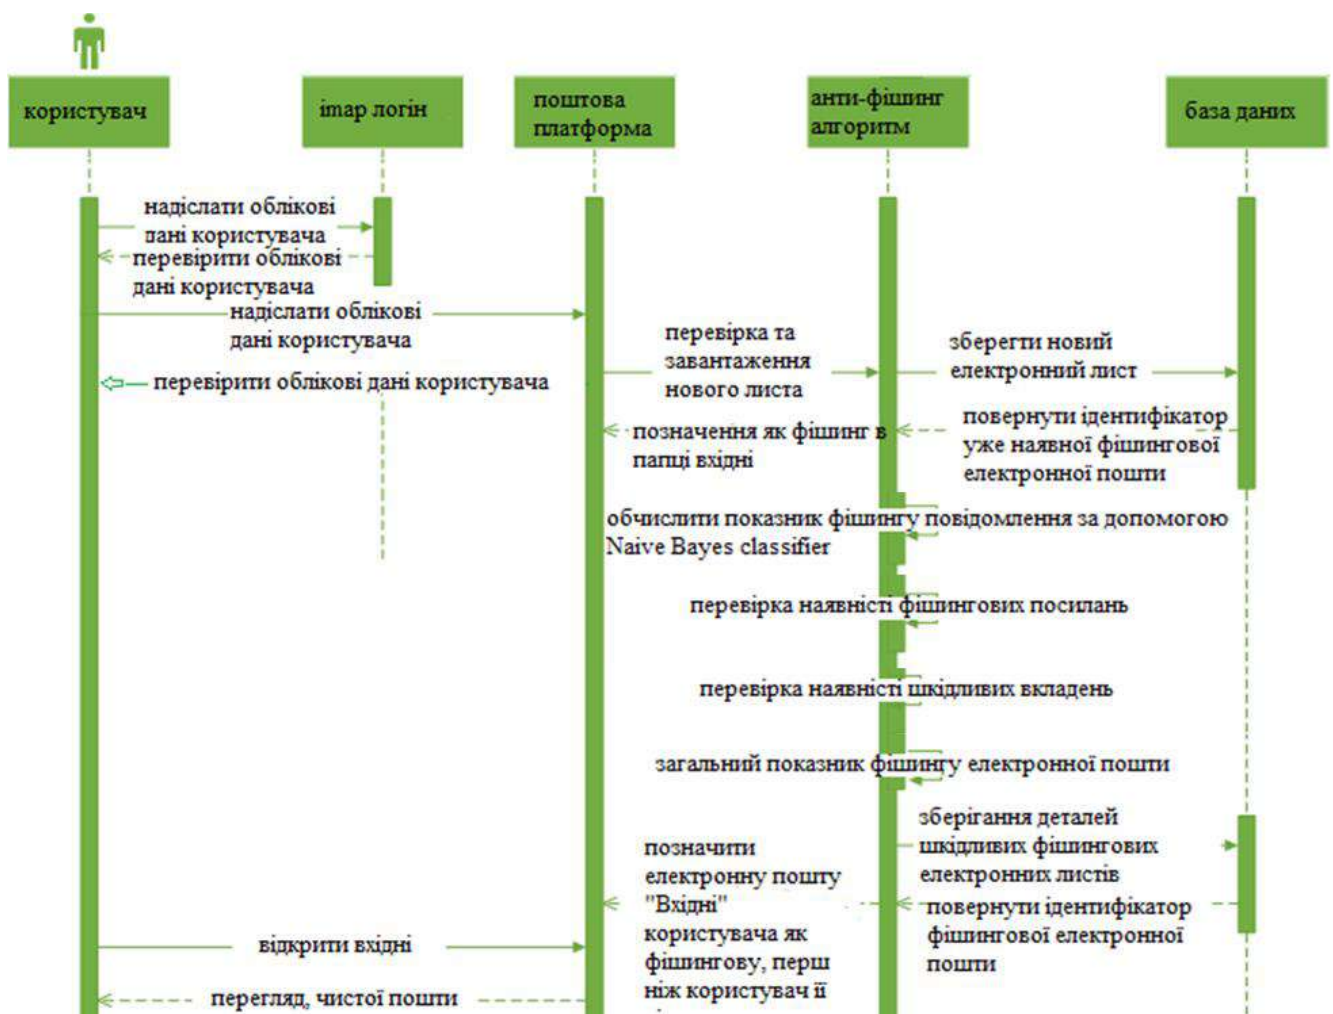 користувач
imap логін
поштова
платформа
анти-фішинг
алгоритм
база даних
надіслати облікові
дані користувача
перевірити облікові
дані користувача
надіслати облікові
дані користувача
перевірити облікові дані користувача
перевірка та
завантаження
нового листа
зберегти новий
електронний лист
позначення як фішинг в
папці вхідні
повернути ідентифікатор
уже наявної фішингової
електронної пошти
обчислити показник фішингу повідомлення за допомогою
Naive Bayes classifier
перевірка наявністі фішингових посилань
перевірка наявністі шкідливих вкладень
загальний показник фішингу електронної пошти
зберігання деталей
шкідливих фішингових
електронних листів
позначити
електронну пошту
"Вхідні"
користувача як
фішингову, перш
ніж користувач її
повернути ідентифікатор
фішингової електронної
пошти
відкрити вхідні
перегляд, чистої пошти